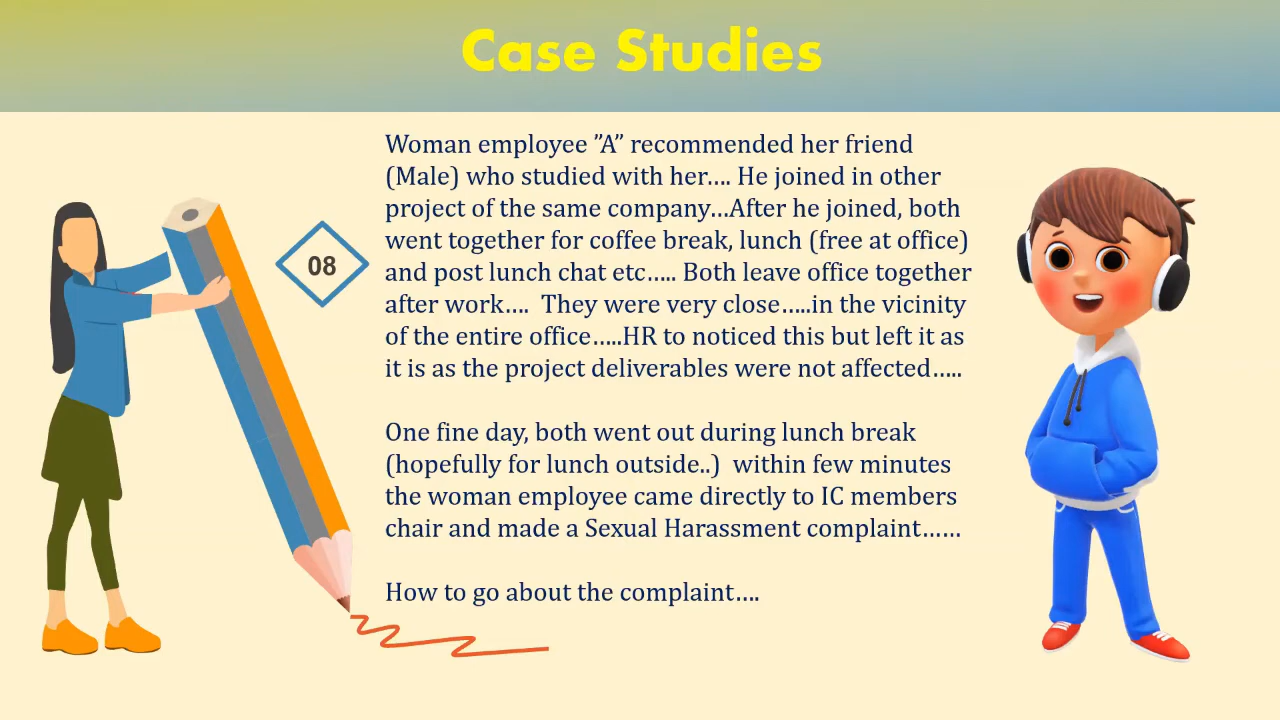 Case Studies
08
Woman employee ”A” recommended her friend
(Male) who studied with her.... He joined in other
project of the same company...After he joined, both
went together for coffee break, lunch (free at office)
and post lunch chat etc..... Both leave office together
after work....  They were very close.....in the vicinity
of the entire office.....HR to noticed this but left it as
it is as the project deliverables were not affected.....
One fine day, both went out during lunch break
(hopefully for lunch outside..)  within few minutes
the woman employee came directly to IC members
chair and made a Sexual Harassment complaint......
How to go about the complaint....